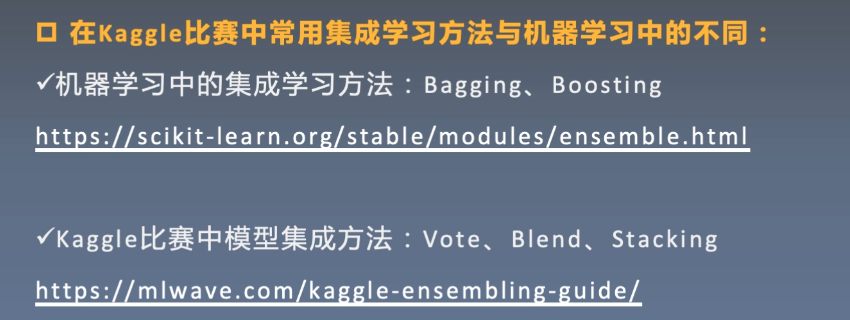 在Kaggle比赛中常用集成学习方法与机器学习中的不同：
✓机器学习中的集成学习方法：Bagging、Boosting
https://scikit-learn.org/stable/modules/ensemble.html
✓Kaggle比赛中模型集成方法：Vote、Blend、Stacking
https://mlwave.com/kaggle-ensembling-guide/